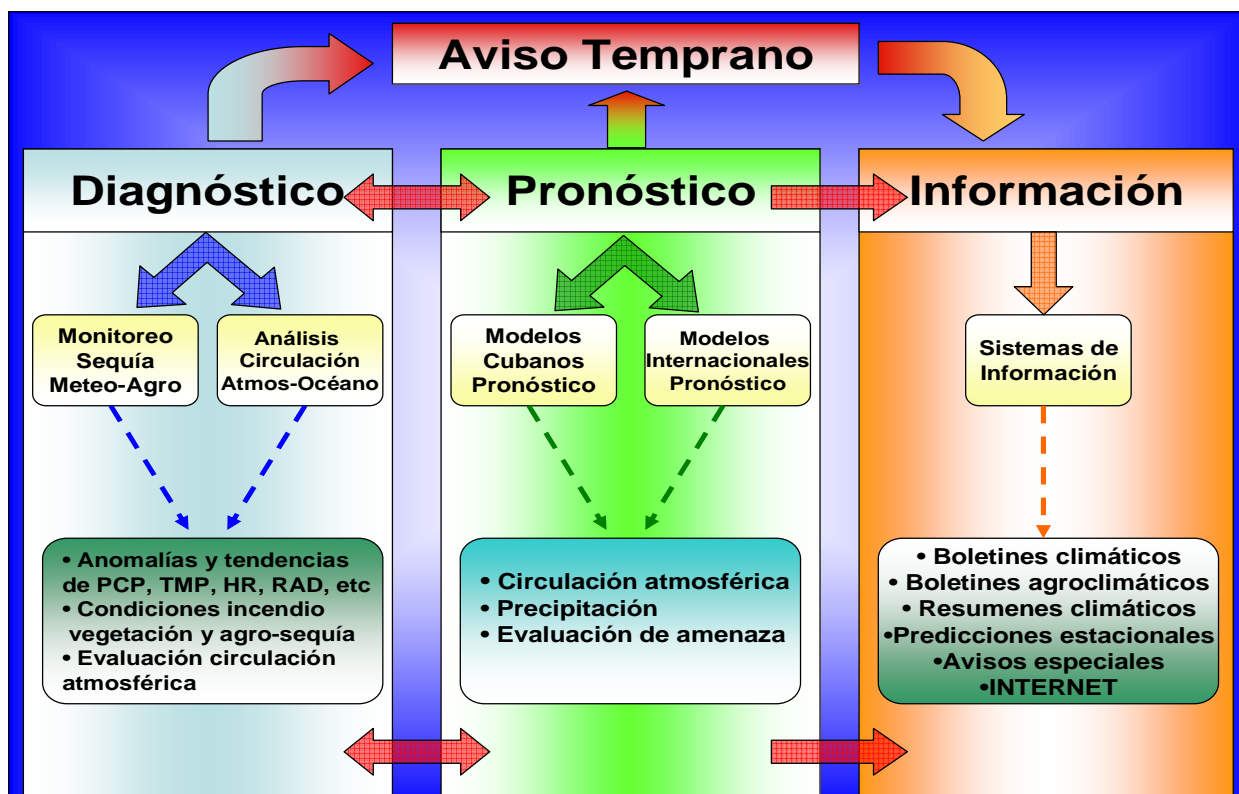 Aviso Temprano
Diagnóstico
Pronóstico
Información
Monitoreo
Sequía
Meteo-Agro
Análisis
Circulación
Atmos-Océano
Modelos
Cubanos
Pronóstico
Modelos
Internacionales
Pronóstico
Sistemas de
Información
• Anomalías y tendencias
de PCP, TMP, HR, RAD, etc
• Condiciones incendio
vegetación y agro-sequía
• Evaluación circulación
atmosférica
• Circulación atmosférica
• Precipitación
• Evaluación de amenaza
• Boletines climáticos
• Boletines agroclimáticos
• Resumenes climáticos
•Predicciones estacionales
•Avisos especiales
•INTERNET